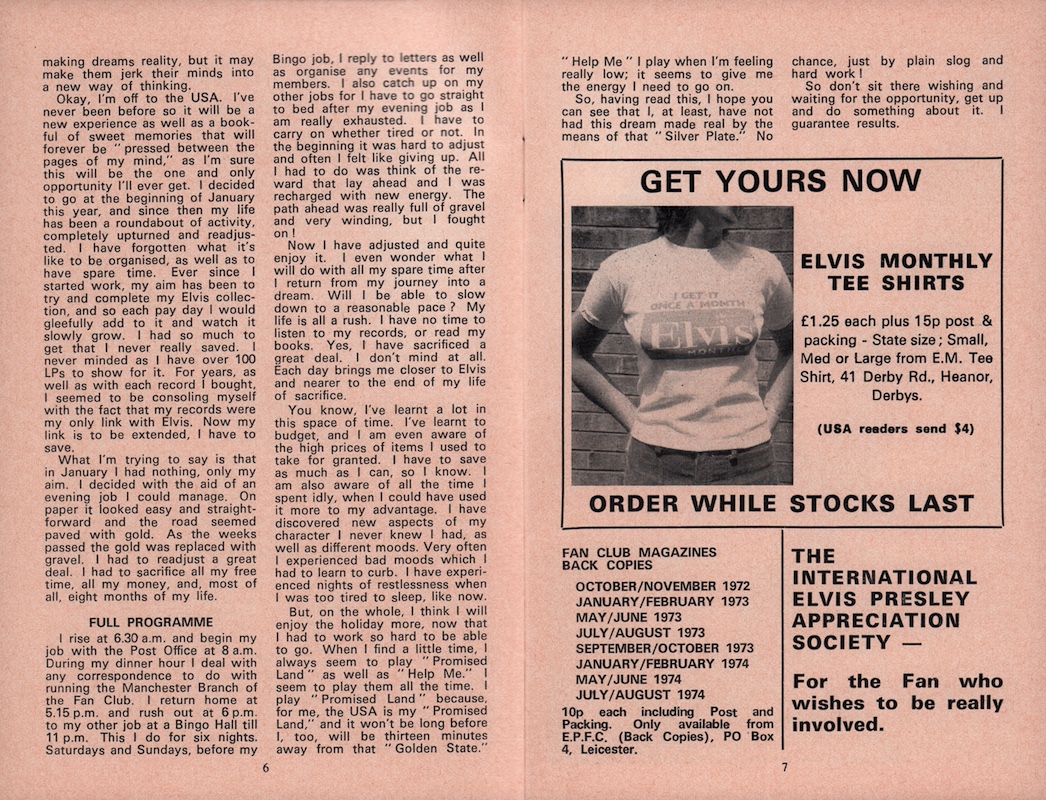 making dreams reality, but it may
make them jerk their minds into
a new way of thinking.
Okay, I'm off to the USA. I've
never been before so it will be a
new experience as well as a book-
ful of sweet memories that will
forever be "pressed between the
pages of my mind," as I'm sure
this will be the one and only
opportunity I'll ever get. I decided
to go at the beginning of January
this year, and since then my life
has been a roundabout of activity,
completely upturned and readjus-
ted. I have forgotten what it's
like to be organised, as well as to
have spare time. Ever since I
started work, my aim has been to
try and complete my Elvis collec-
tion, and so each pay day I would
gleefully add to it and watch it
slowly grow. I had so much to
get that I never really saved. I
never minded as I have over 100
LPs to show for it. For years, as
well as with each record I bought,
I seemed to be consoling myself
with the fact that my records were
my only link with Elvis. Now my
link is to be extended, I have to
save.
What I'm trying to say is that
in January I had nothing, only my
aim. I decided with the aid of an
evening job I could manage. On
paper it looked easy and straight-
forward and the road seemed
paved with gold. As the weeks
passed the gold was replaced with
gravel. I had to readjust a great
deal. I had to sacrifice all my free
time, all my money, and, most of
all, eight months of my life.
FULL PROGRAMME
I rise at 6.30 a.m. and begin my
job with the Post Office at 8 a.m.
During my dinner hour I deal with
any correspondence to do with
running the Manchester Branch of
the Fan Club. I return home at
5.15 p.m. and rush out at 6 p.m.
to my other job at a Bingo Hall till
11 p.m. This I do for six nights.
Saturdays and Sundays, before my
Bingo job, I reply to letters as well
as organise any events for my
members. I also catch up on my
other jobs for I have to go straight
to bed after my evening job as I
am really exhausted. I have to
carry on whether tired or not. In
the beginning it was hard to adjust
and often I felt like giving up. All
I had to do was think of the re-
ward that lay ahead and I was
recharged with new energy. The
path ahead was really full of gravel
and very winding, but I fought
on !
Now I have adjusted and quite
enjoy it. I even wonder what I
will do with all my spare time after
I return from my journey into a
dream. Will I be able to slow
down to a reasonable pace ? My
life is all a rush. I have no time to
listen to my records, or read my
books. Yes, I have sacrificed a
great deal. I don't mind at all.
Each day brings me closer to Elvis
and nearer to the end of my life
of sacrifice.
You know, I've learnt a lot in
this space of time. I've learnt to
budget, and I am even aware of
the high prices of items I used to
take for granted. I have to save
as much as I can, so I know. I
am also aware of all the time I
spent idly, when I could have used
it more to my advantage. I have
discovered new aspects of my
character I never knew I had, as
well as different moods. Very often
I experienced bad moods which I
had to learn to curb. I have experi-
enced nights of restlessness when
I was too tired to sleep, like now.
But, on the whole, I think I will
enjoy the holiday more, now that
I had to work so hard to be able
to go. When I find a little time, I
always seem to play "Promised
Land" as well as "Help Me." I
seem to play them all the time. I
play "Promised Land" because,
for me, the USA is my "Promised
Land," and it won't be long before
I, too, will be thirteen minutes
away from that "Golden State."
6
"Help Me" I play when I'm feeling
really low; it seems to give me
the energy I need to go on.
So, having read this, I hope you
can see that I, at least, have not
had this dream made real by the
means of that "Silver Plate." No
chance, just by plain slog and
hard work !
So don't sit there wishing and
waiting for the opportunity, get up
and do something about it. I
guarantee results.
GET YOURS NOW
I GET IT
ONCE A MONTH
Elvis
MONTHLY
ELVIS MONTHLY
TEE SHIRTS
£1.25 each plus 15p post &
packing - State size; Small,
Med or Large from E.M. Tee
Shirt, 41 Derby Rd., Heanor,
Derbys.
(USA readers send $4)
ORDER WHILE STOCKS LAST
FAN CLUB MAGAZINES
BACK COPIES
OCTOBER/NOVEMBER 1972
JANUARY/FEBRUARY 1973
MAY/JUNE 1973
JULY/AUGUST 1973
SEPTEMBER/OCTOBER 1973
JANUARY/FEBRUARY 1974
MAY/JUNE 1974
JULY/AUGUST 1974
10p each including Post and
Packing. Only available from
E.P.F.C. (Back Copies), PO Box
4, Leicester.
THE
INTERNATIONAL
ELVIS PRESLEY
APPRECIATION
SOCIETY —
For the Fan who
wishes to be really
involved.
7